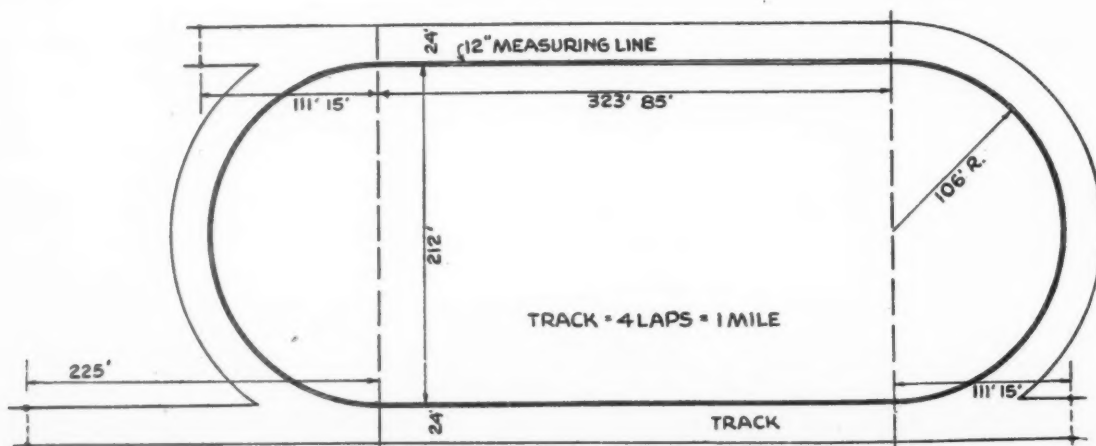 24'
12" MEASURING LINE
111' 15'
323' 85'
106' R.
212'
TRACK = 4 LAPS = 1 MILE
225'
111' 15'
24'
TRACK